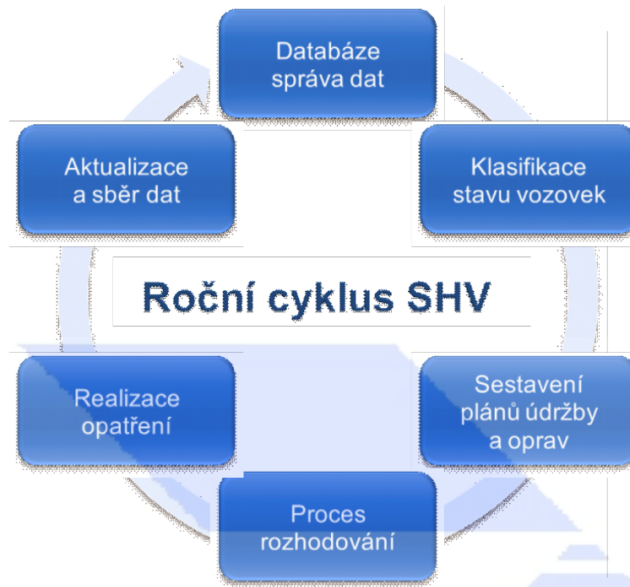 Databáze
správa dat
Aktualizace
a sběr dat
Klasifikace
stavu vozovek
Roční cyklus SHV
Realizace
opatření
Sestavení
plánů údržby
a oprav
Proces
rozhodování